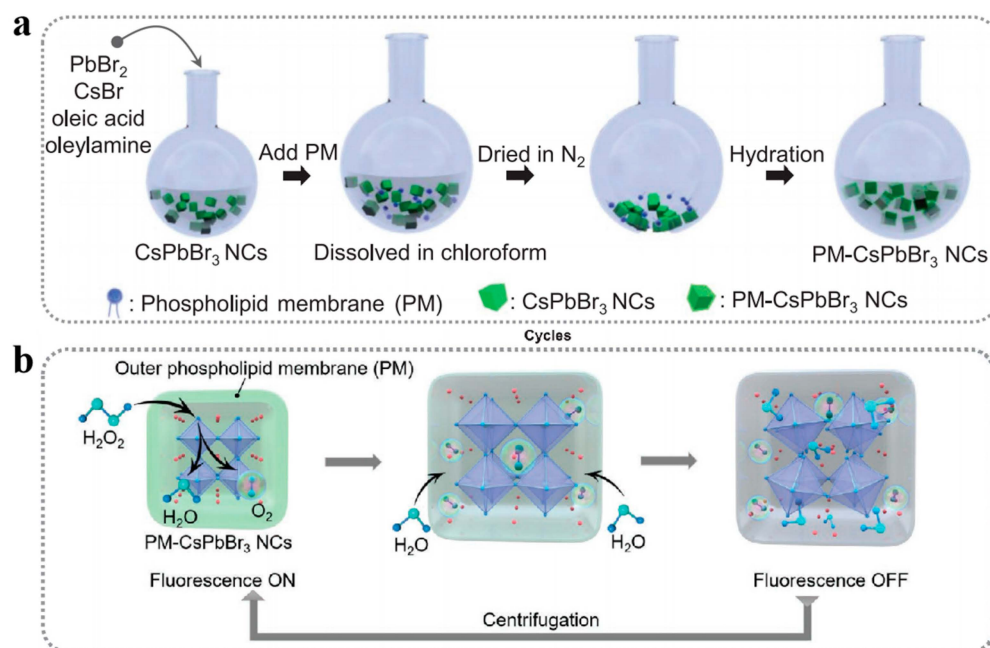 a
PbBr2
CsBr
oleic acid
oleylamine
Add PM
Dried in N2
Hydration
CsPbBr3 NCs
Dissolved in chloroform
PM-CsPbBr3 NCs
: Phospholipid membrane (PM)
: CsPbBr3 NCs
: PM-CsPbBr3 NCs
Cycles
b
Outer phospholipid membrane (PM)
H2O2
H2O
O2
PM-CsPbBr3 NCs
H2O
H2O
Fluorescence ON
Fluorescence OFF
Centrifugation